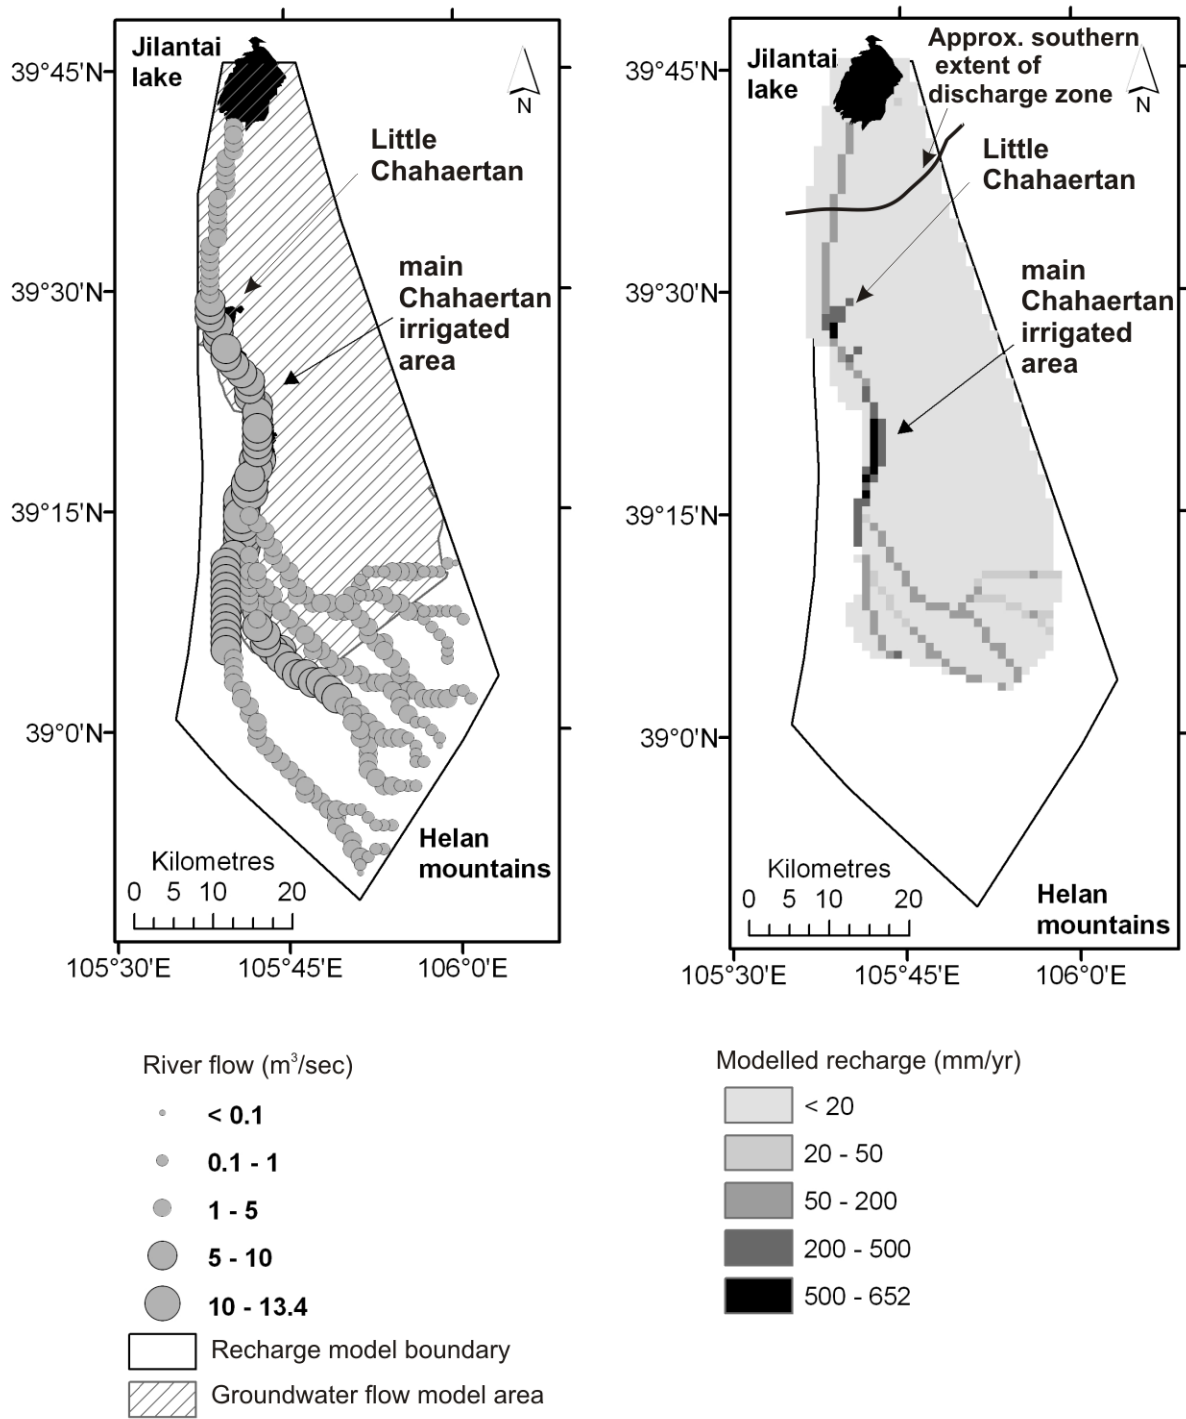 Jilantai
lake
39°45'N
N
Little
Chahaertan
39°30'N
main
Chahaertan
irrigated
area
39°15'N
39°0'N
Helan
mountains
Kilometres
0 5 10 20
105°30'E 105°45'E 106°0'E
River flow (m³/sec)
< 0.1
0.1 - 1
1 - 5
5 - 10
10 - 13.4
Recharge model boundary
Groundwater flow model area
Approx. southern
extent of
discharge zone
Jilantai
lake
39°45'N
N
Little
Chahaertan
39°30'N
main
Chahaertan
irrigated
area
39°15'N
39°0'N
Kilometres
0 5 10 20
Helan
mountains
105°30'E 105°45'E 106°0'E
Modelled recharge (mm/yr)
< 20
20 - 50
50 - 200
200 - 500
500 - 652